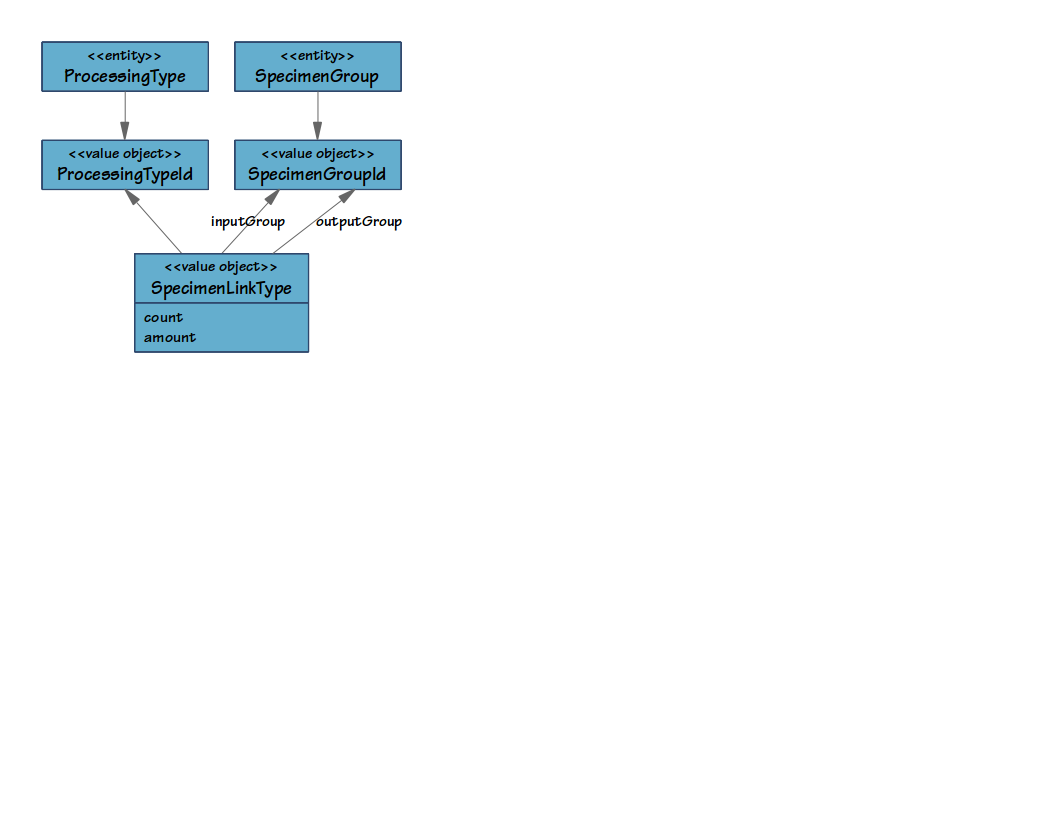 <<entity>>
ProcessingType
<<entity>>
SpecimenGroup
<<value object>>
ProcessingTypeId
<<value object>>
SpecimenGroupId
inputGroup
outputGroup
<<value object>>
SpecimenLinkType
count
amount